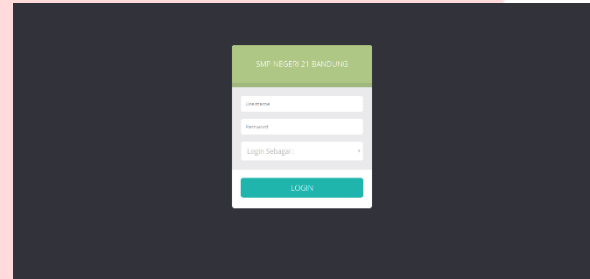 SMP NEGERI 21 BANDUNG
Username
Password
Login Sebagai :
LOGIN